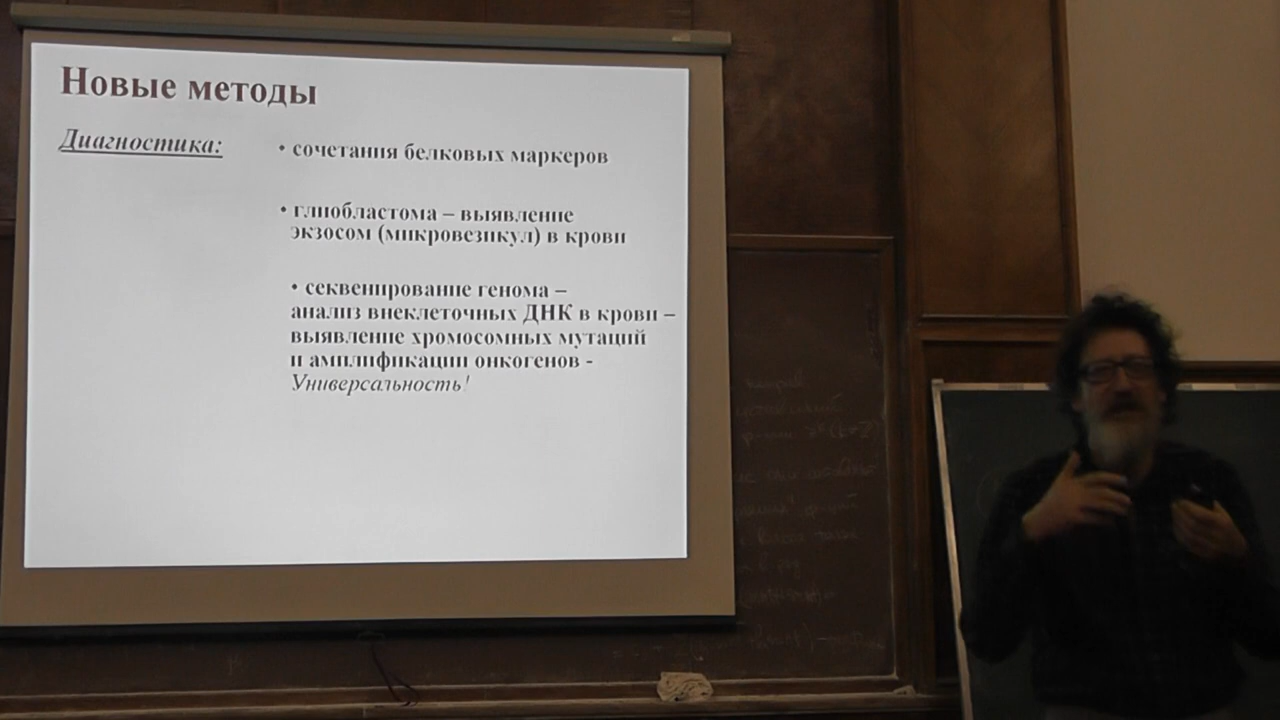 Новые методы
Диагностика:
• сочетания белковых маркеров
• глиобластома – выявление
экзосом (микровезикул) в крови
• секвенирование генома –
анализ внеклеточных ДНК в крови –
выявление хромосомных мутаций
и амплификации онкогенов -
Универсальность!